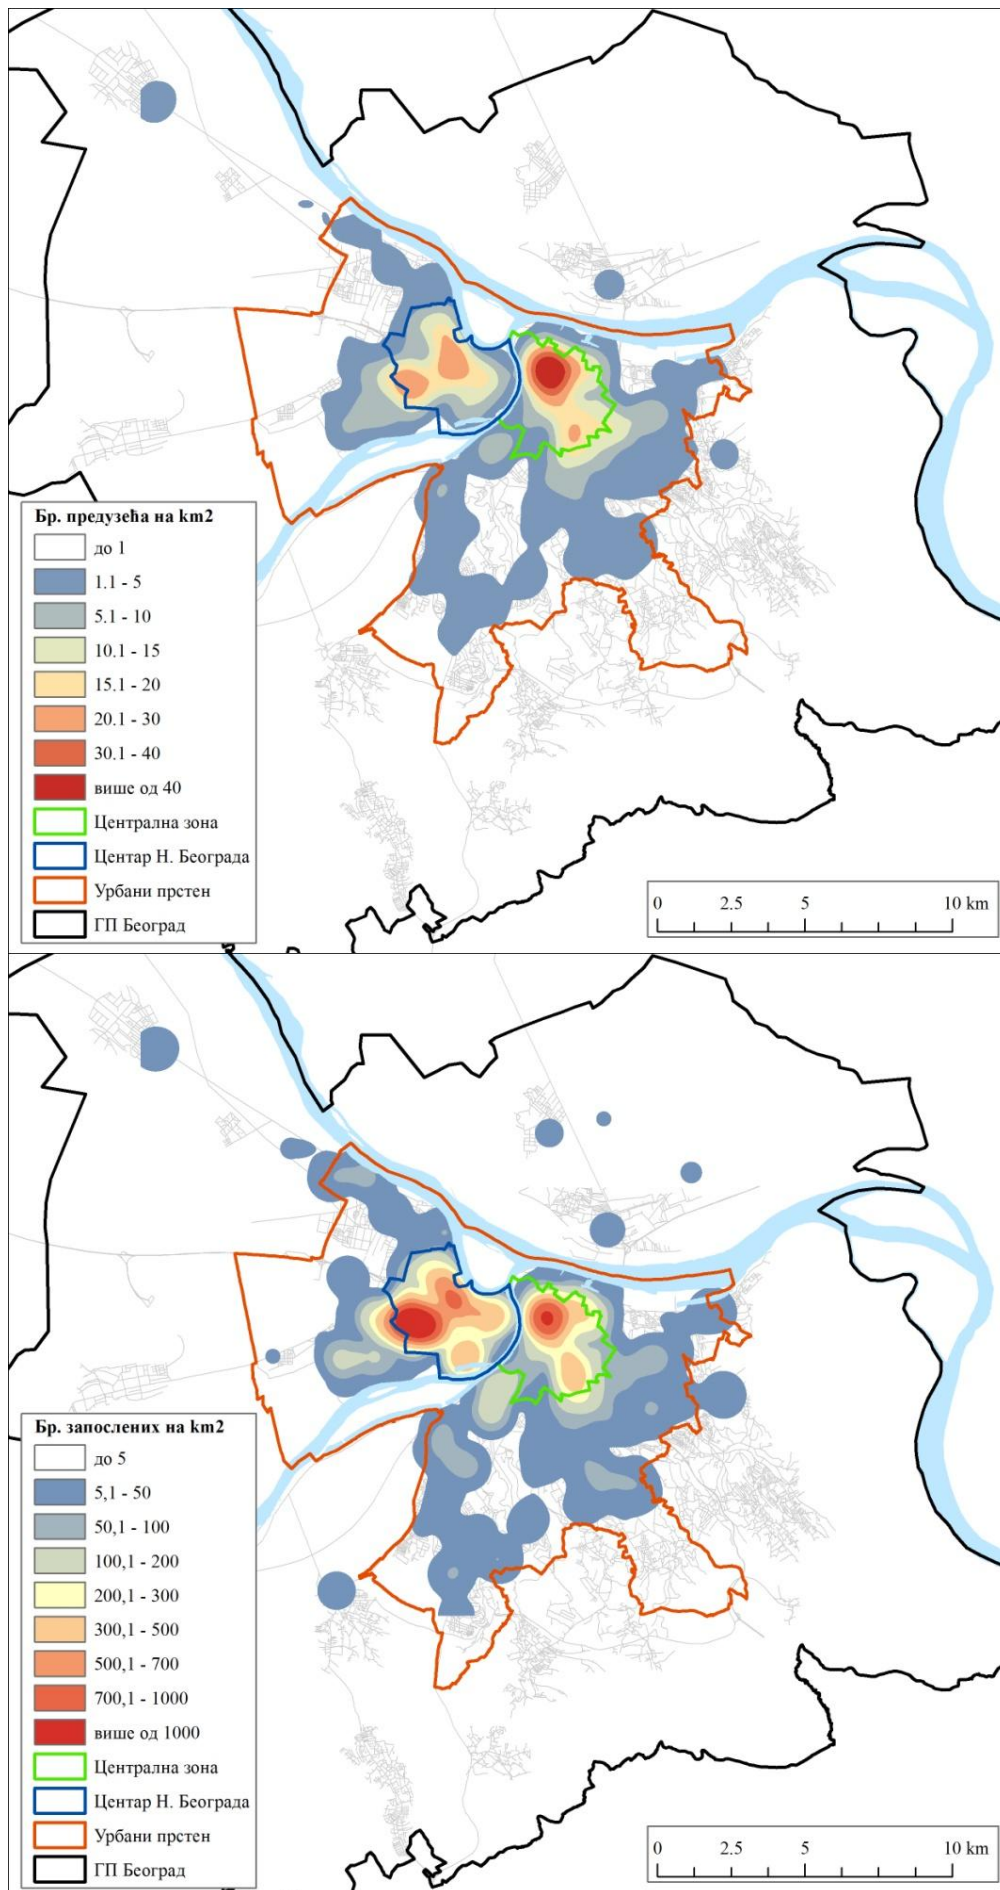 Бр. предузећа на km2
до 1
1.1 - 5
5.1 - 10
10.1 - 15
15.1 - 20
20.1 - 30
30.1 - 40
више од 40
Централна зона
Центар Н. Београда
Урбани прстен
ГП Београд
0 2.5 5 10 km
Бр. запослених на km2
до 5
5,1 - 50
50,1 - 100
100,1 - 200
200,1 - 300
300,1 - 500
500,1 - 700
700,1 - 1000
више од 1000
Централна зона
Центар Н. Београда
Урбани прстен
ГП Београд
0 2.5 5 10 km